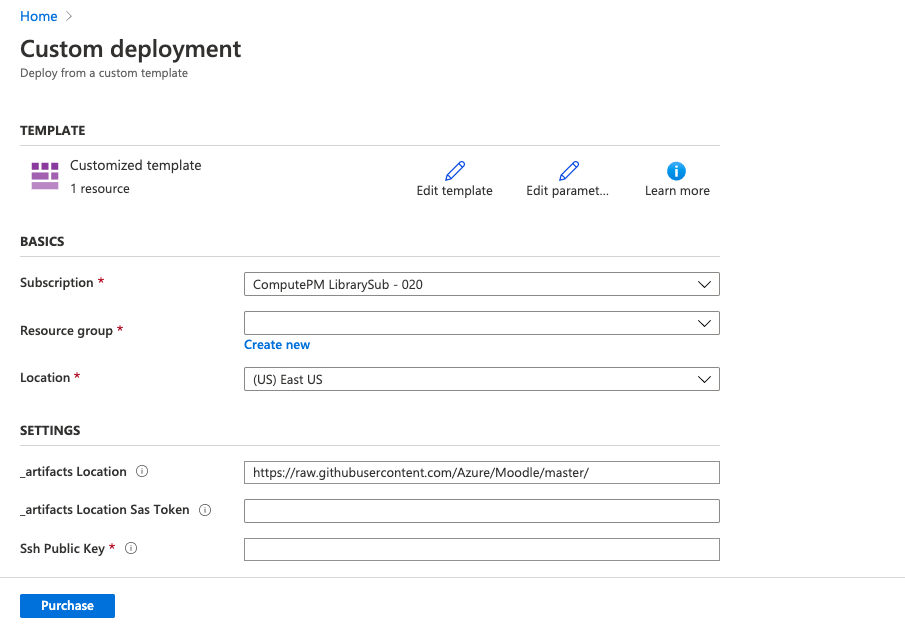 Home
Custom deployment
Deploy from a custom template
TEMPLATE
Customized template
1 resource
Edit template
Edit paramet...
Learn more
BASICS
Subscription *
ComputePM LibrarySub - 020
Resource group *
Create new
Location *
(US) East US
SETTINGS
_artifacts Location
https://raw.githubusercontent.com/Azure/Moodle/master/
_artifacts Location Sas Token
Ssh Public Key *
Purchase